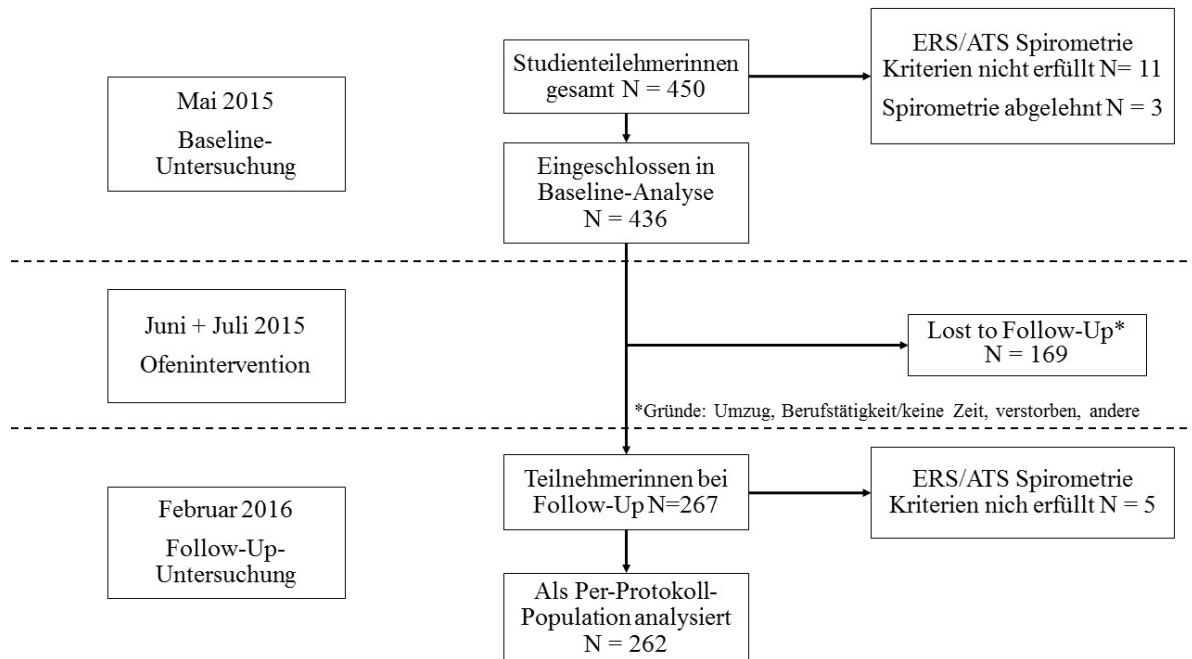 Mai 2015
Baseline-
Untersuchung
Studienteilehmerinnen
gesamt N = 450
ERS/ATS Spirometrie
Kriterien nicht erfüllt N= 11
Spirometrie abgelehnt N = 3
Eingeschlossen in
Baseline-Analyse
N = 436
Juni + Juli 2015
Ofenintervention
Lost to Follow-Up*
N = 169
*Gründe: Umzug, Berufstätigkeit/keine Zeit, verstorben, andere
Februar 2016
Follow-Up-
Untersuchung
Teilnehmerinnen bei
Follow-Up N=267
ERS/ATS Spirometrie
Kriterien nich erfüllt N = 5
Als Per-Protokoll-
Population analysiert
N = 262